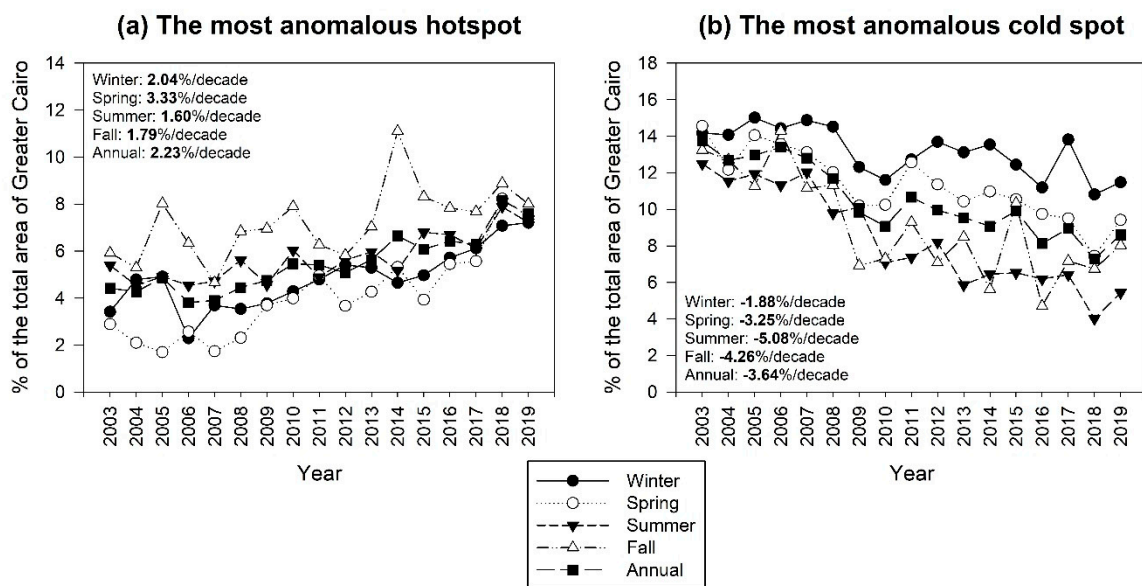 (a) The most anomalous hotspot
% of the total area of Greater Cairo
14
12
10
8
6
4
2
0
Winter: 2.04%/decade
Spring: 3.33%/decade
Summer: 1.60%/decade
Fall: 1.79%/decade
Annual: 2.23%/decade
2003 2004 2005 2006 2007 2008 2009 2010 2011 2012 2013 2014 2015 2016 2017 2018 2019
Year
(b) The most anomalous cold spot
% of the total area of Greater Cairo
18
16
14
12
10
8
6
4
2
0
Winter: -1.88%/decade
Spring: -3.25%/decade
Summer: -5.08%/decade
Fall: -4.26%/decade
Annual: -3.64%/decade
2003 2004 2005 2006 2007 2008 2009 2010 2011 2012 2013 2014 2015 2016 2017 2018 2019
Year
Winter
Spring
Summer
Fall
Annual